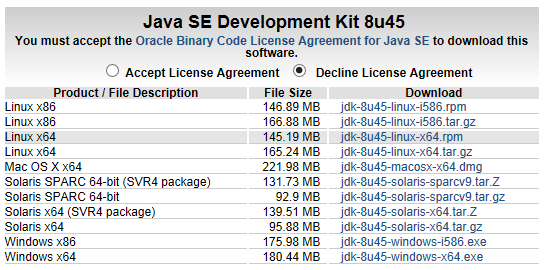 Java SE Development Kit 8u45
You must accept the Oracle Binary Code License Agreement for Java SE to download this
software.
Accept License Agreement Decline License Agreement
Product / File Description File Size Download
Linux x86 146.89 MB jdk-8u45-linux-i586.rpm
Linux x86 166.88 MB jdk-8u45-linux-i586.tar.gz
Linux x64 145.19 MB jdk-8u45-linux-x64.rpm
Linux x64 165.24 MB jdk-8u45-linux-x64.tar.gz
Mac OS X x64 221.98 MB jdk-8u45-macosx-x64.dmg
Solaris SPARC 64-bit (SVR4 package) 131.73 MB jdk-8u45-solaris-sparcv9.tar.Z
Solaris SPARC 64-bit 92.9 MB jdk-8u45-solaris-sparcv9.tar.gz
Solaris x64 (SVR4 package) 139.51 MB jdk-8u45-solaris-x64.tar.Z
Solaris x64 95.88 MB jdk-8u45-solaris-x64.tar.gz
Windows x86 175.98 MB jdk-8u45-windows-i586.exe
Windows x64 180.44 MB jdk-8u45-windows-x64.exe